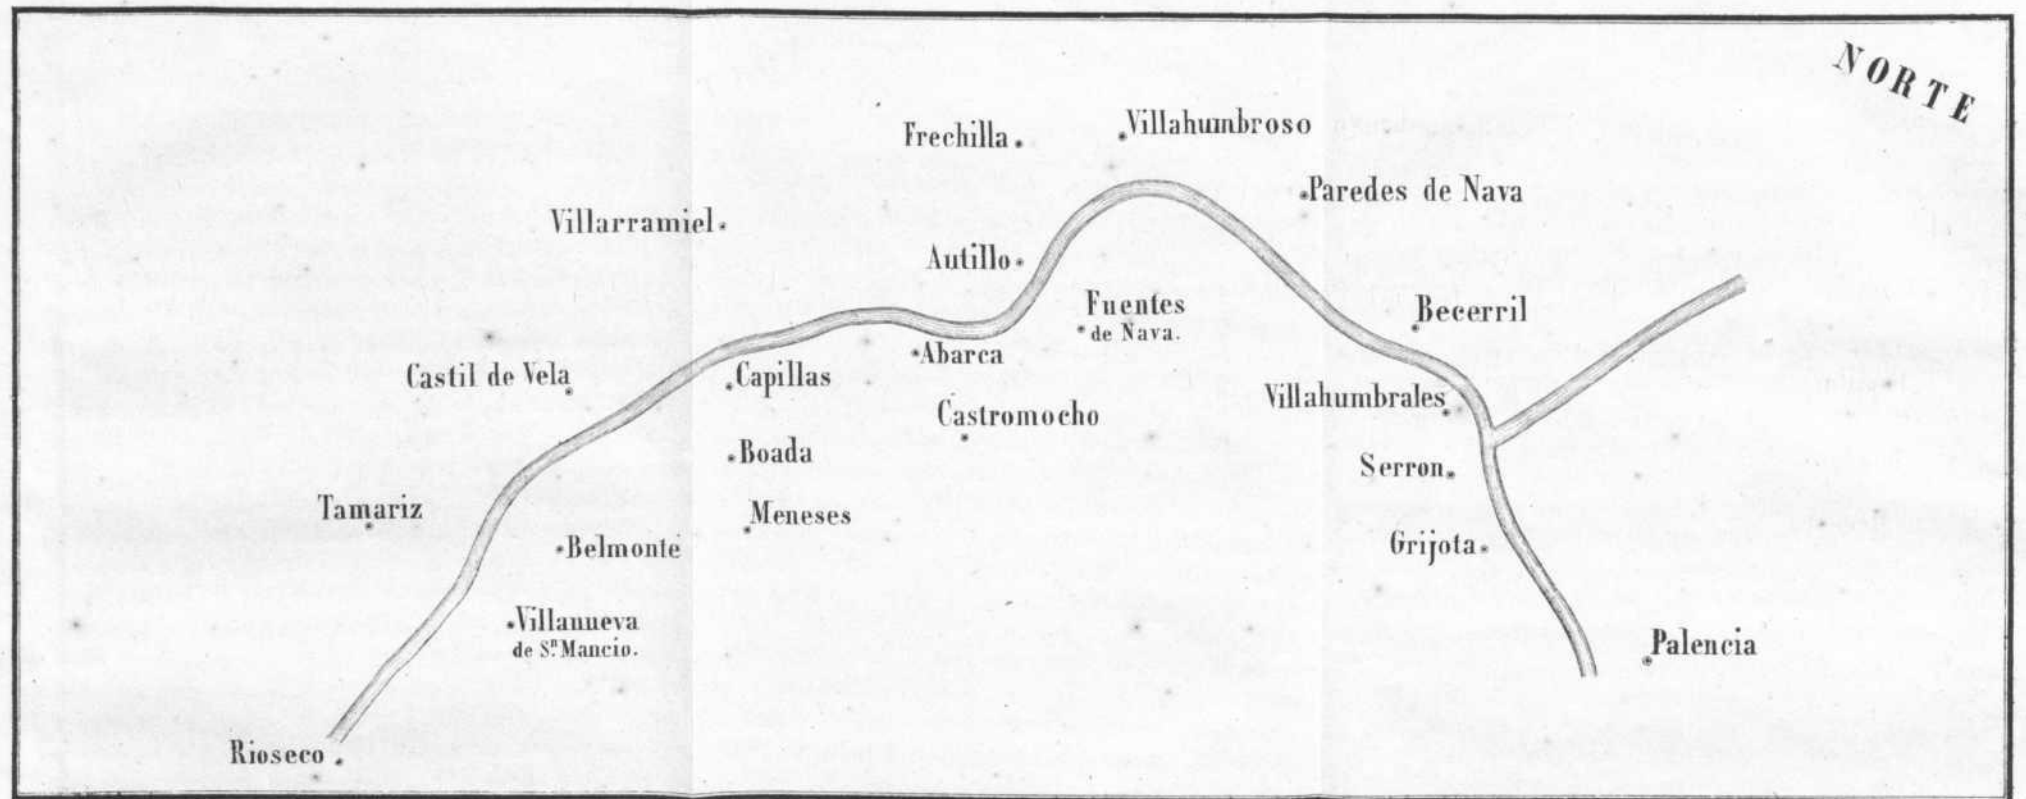 NORTE
Frechilla
Villahumbroso
Paredes de Nava
Villarramiel
Autillo
Fuentes
de Nava.
Becerril
Abarca
Castil de Vela
Capillas
Villahumbrales
Castromocho
Boada
Serron
Tamariz
Meneses
Belmonte
Grijota
Villanueva
de Sⁿ. Mancio.
Palencia
Rioseco